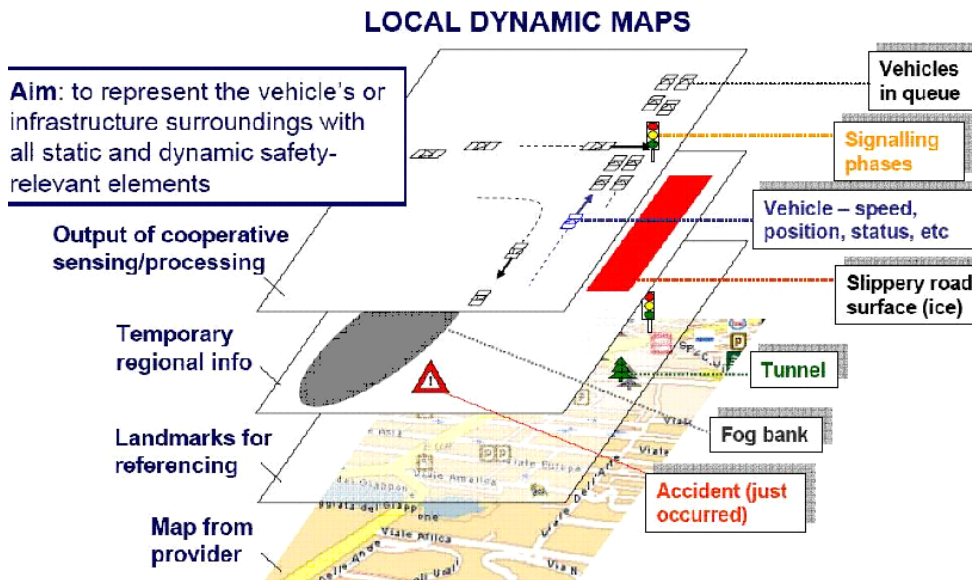 LOCAL DYNAMIC MAPS
Aim: to represent the vehicle's or
infrastructure surroundings with
all static and dynamic safety-
relevant elements
Output of cooperative
sensing/processing
Temporary
regional info
Landmarks for
referencing
Map from
provider
Vehicles
in queue
Signalling
phases
Vehicle – speed,
position, status, etc
Slippery road
surface (ice)
Tunnel
Fog bank
Accident (just
occurred)
Viale Europa
Viale America
Viale Africa